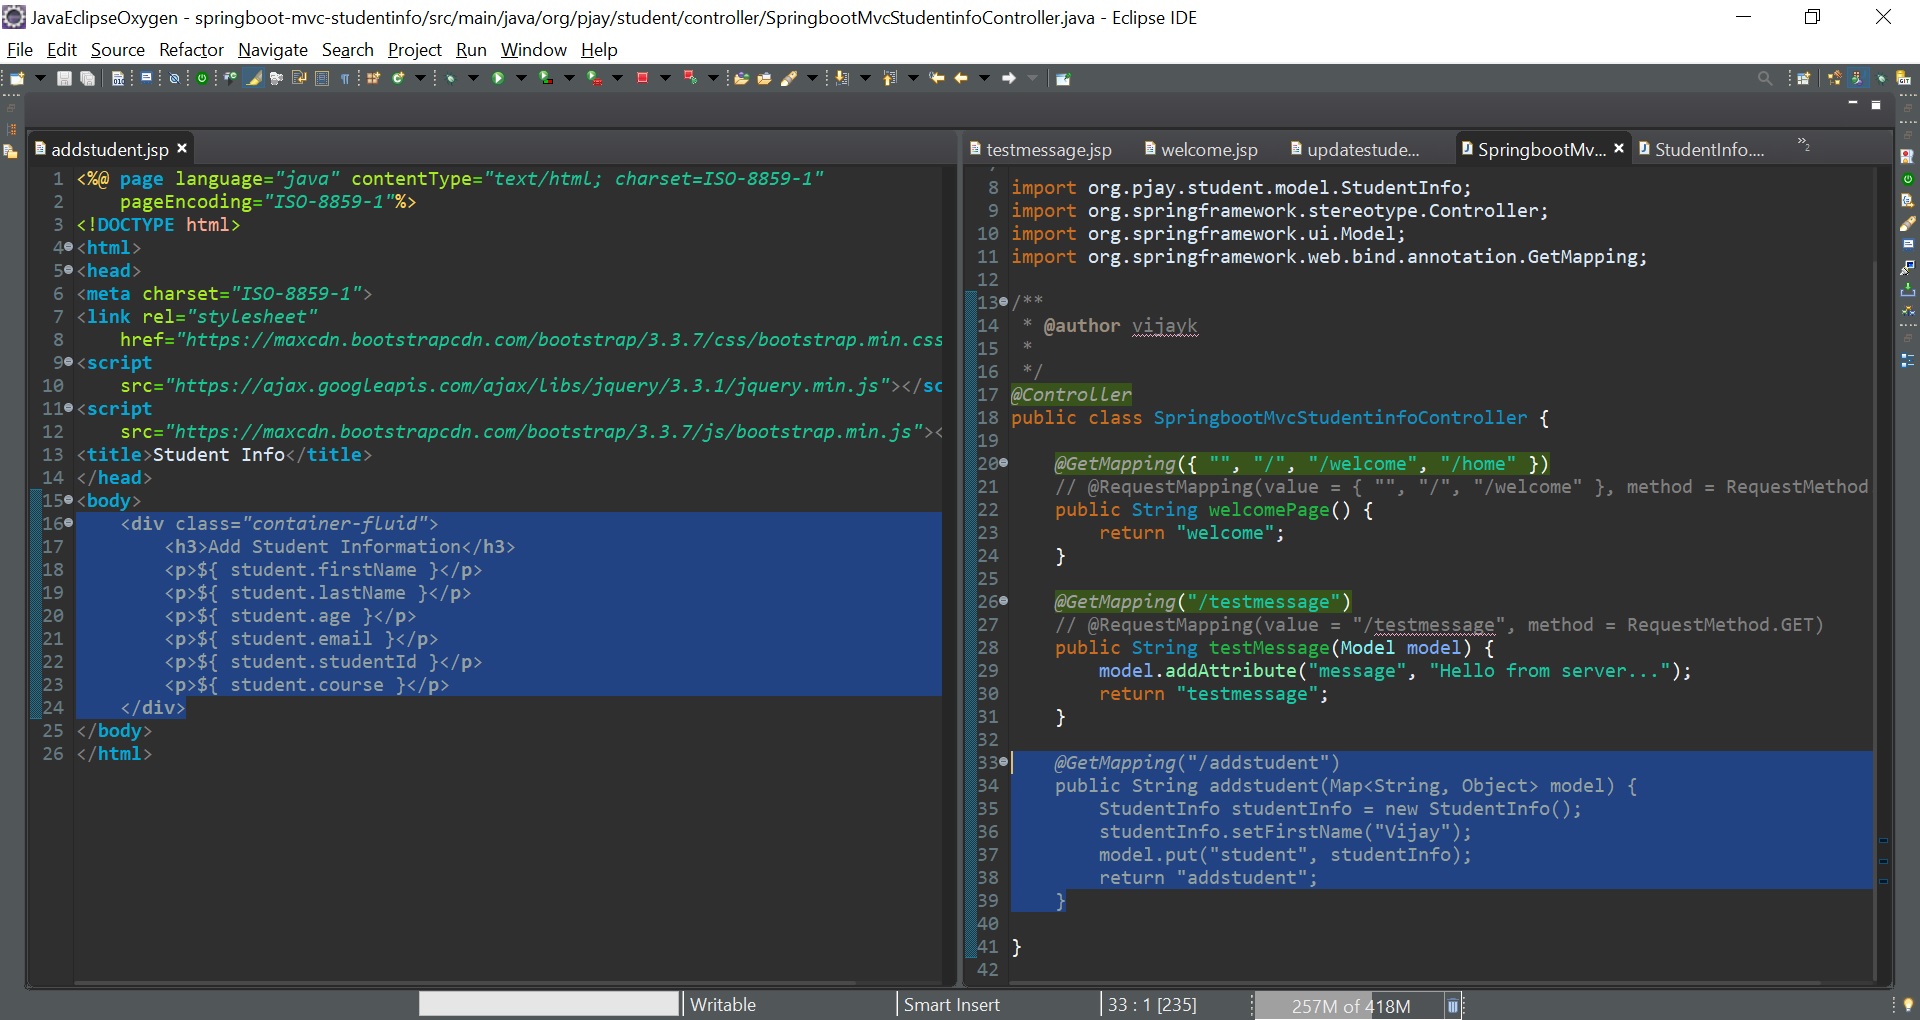 JavaEclipseOxygen - springboot-mvc-studentinfo/src/main/java/org/pjay/student/controller/SpringbootMvcStudentinfoController.java - Eclipse IDE
File Edit Source Refactor Navigate Search Project Run Window Help
addstudent.jsp
1 <%@ page language="java" contentType="text/html; charset=ISO-8859-1"
2 pageEncoding="ISO-8859-1"%>
3 <!DOCTYPE html>
4 <html>
5 <head>
6 <meta charset="ISO-8859-1">
7 <link rel="stylesheet"
8 href="https://maxcdn.bootstrapcdn.com/bootstrap/3.3.7/css/bootstrap.min.css
9 <script
10 src="https://ajax.googleapis.com/ajax/libs/jquery/3.3.1/jquery.min.js"></sc
11 <script
12 src="https://maxcdn.bootstrapcdn.com/bootstrap/3.3.7/js/bootstrap.min.js"><
13 <title>Student Info</title>
14 </head>
15 <body>
16 <div class="container-fluid">
17 <h3>Add Student Information</h3>
18 <p>${ student.firstName }</p>
19 <p>${ student.lastName }</p>
20 <p>${ student.age }</p>
21 <p>${ student.email }</p>
22 <p>${ student.studentId }</p>
23 <p>${ student.course }</p>
24 </div>
25 </body>
26 </html>
testmessage.jsp welcome.jsp updatestude... SpringbootMv... StudentInfo.... »2
8 import org.pjay.student.model.StudentInfo;
9 import org.springframework.stereotype.Controller;
10 import org.springframework.ui.Model;
11 import org.springframework.web.bind.annotation.GetMapping;
12
13 /**
14 * @author vijayk
15 *
16 */
17 @Controller
18 public class SpringbootMvcStudentinfoController {
19
20 @GetMapping({ "", "/", "/welcome", "/home" })
21 // @RequestMapping(value = { "", "/", "/welcome" }, method = RequestMethod
22 public String welcomePage() {
23 return "welcome";
24 }
25
26 @GetMapping("/testmessage")
27 // @RequestMapping(value = "/testmessage", method = RequestMethod.GET)
28 public String testMessage(Model model) {
29 model.addAttribute("message", "Hello from server...");
30 return "testmessage";
31 }
32
33 @GetMapping("/addstudent")
34 public String addstudent(Map<String, Object> model) {
35 StudentInfo studentInfo = new StudentInfo();
36 studentInfo.setFirstName("Vijay");
37 model.put("student", studentInfo);
38 return "addstudent";
39 }
40
41 }
42
Writable Smart Insert 33 : 1 [235] 257M of 418M